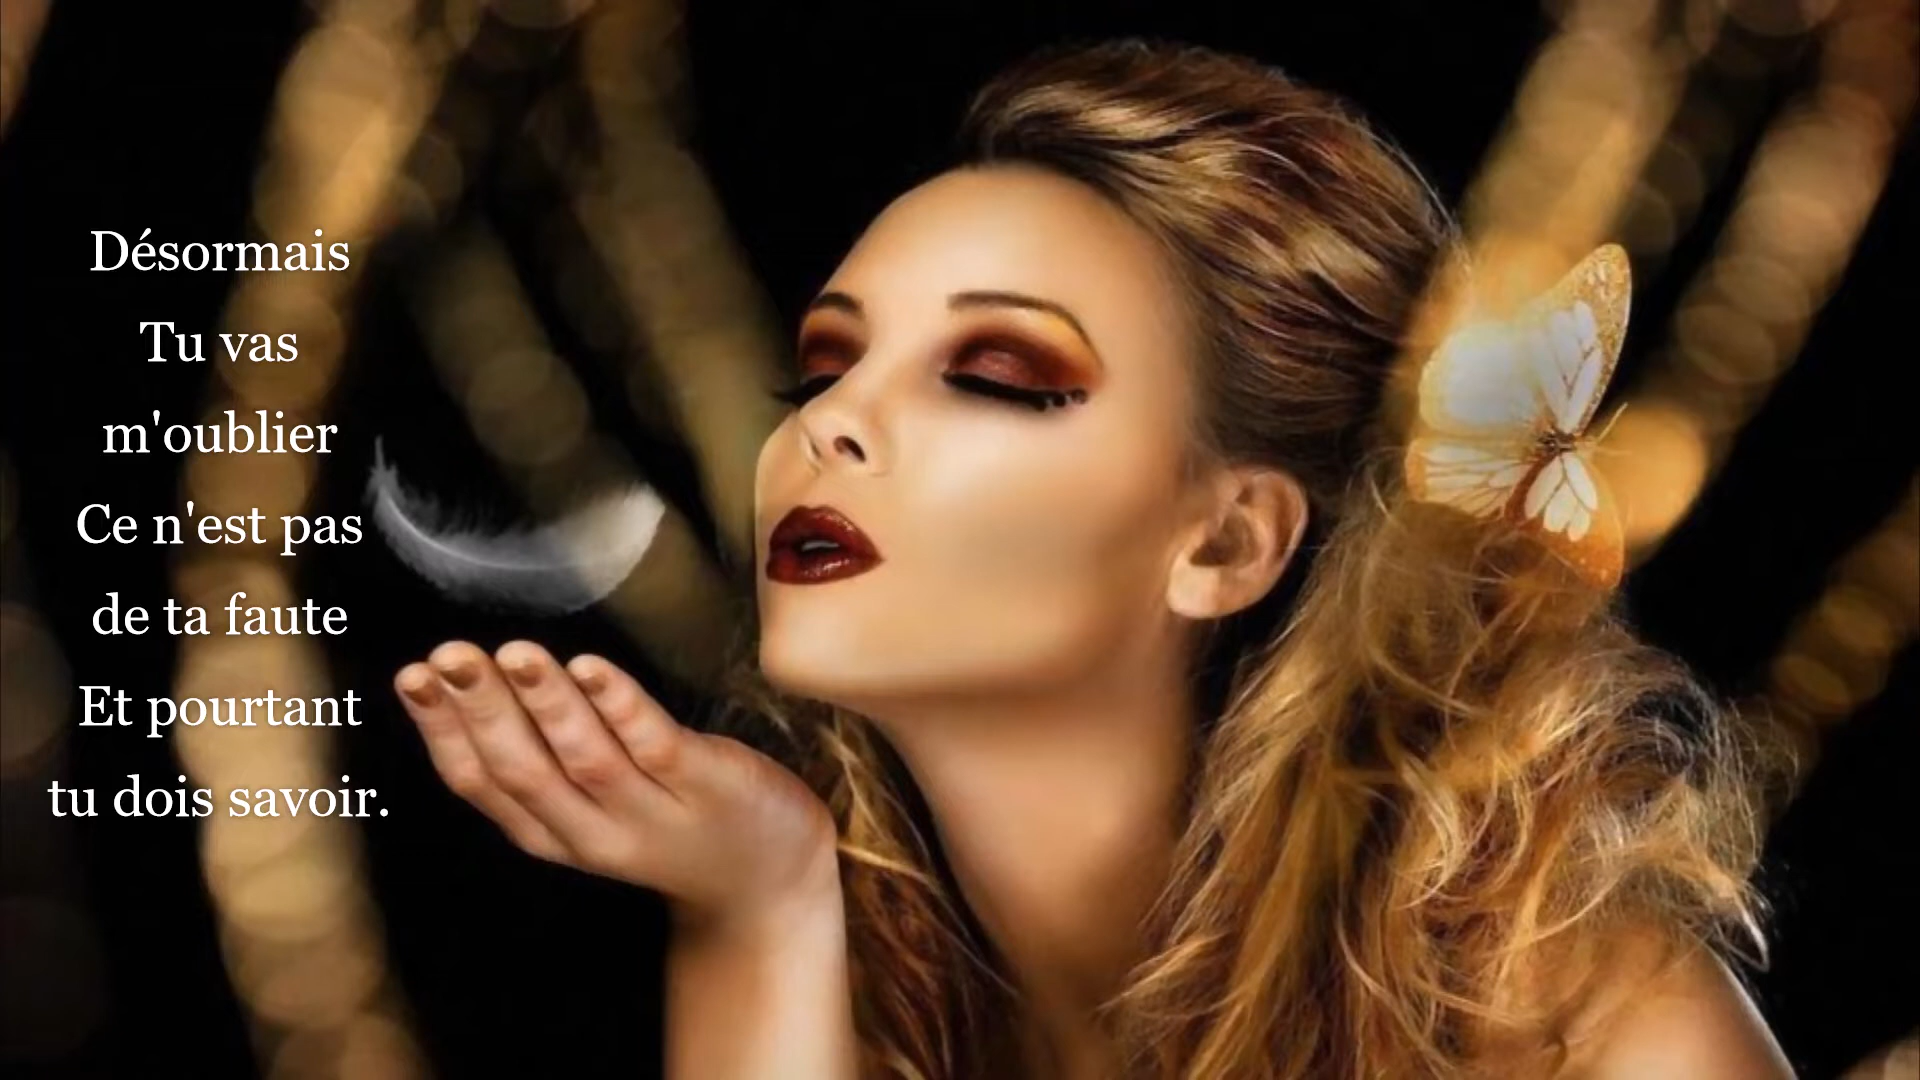 Désormais
Tu vas
m'oublier
Ce n'est pas
de ta faute
Et pourtant
tu dois savoir.